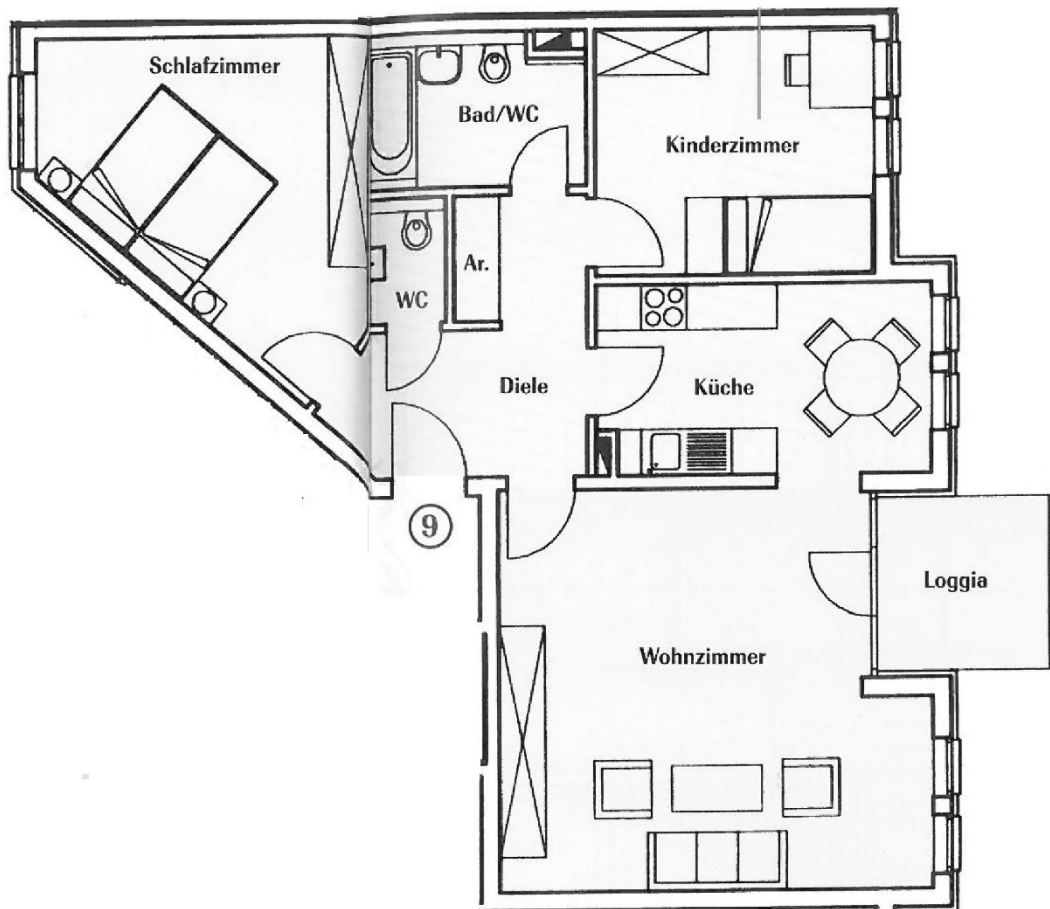 Schlafzimmer
Bad/WC
Kinderzimmer
Ar.
WC
Diele
Küche
9
Loggia
Wohnzimmer